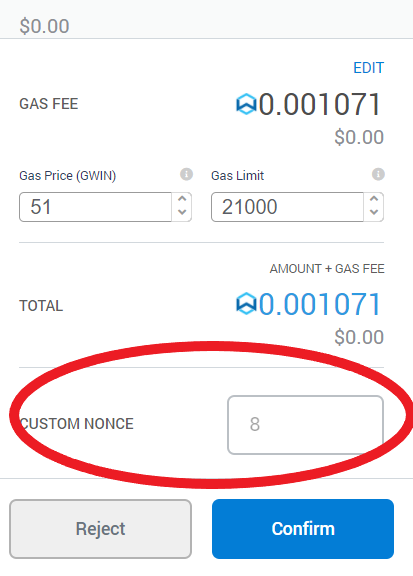 $0.00
EDIT
GAS FEE
0.001071
$0.00
Gas Price (GWIN)
Gas Limit
51
21000
AMOUNT + GAS FEE
TOTAL
0.001071
$0.00
CUSTOM NONCE
8
Reject
Confirm